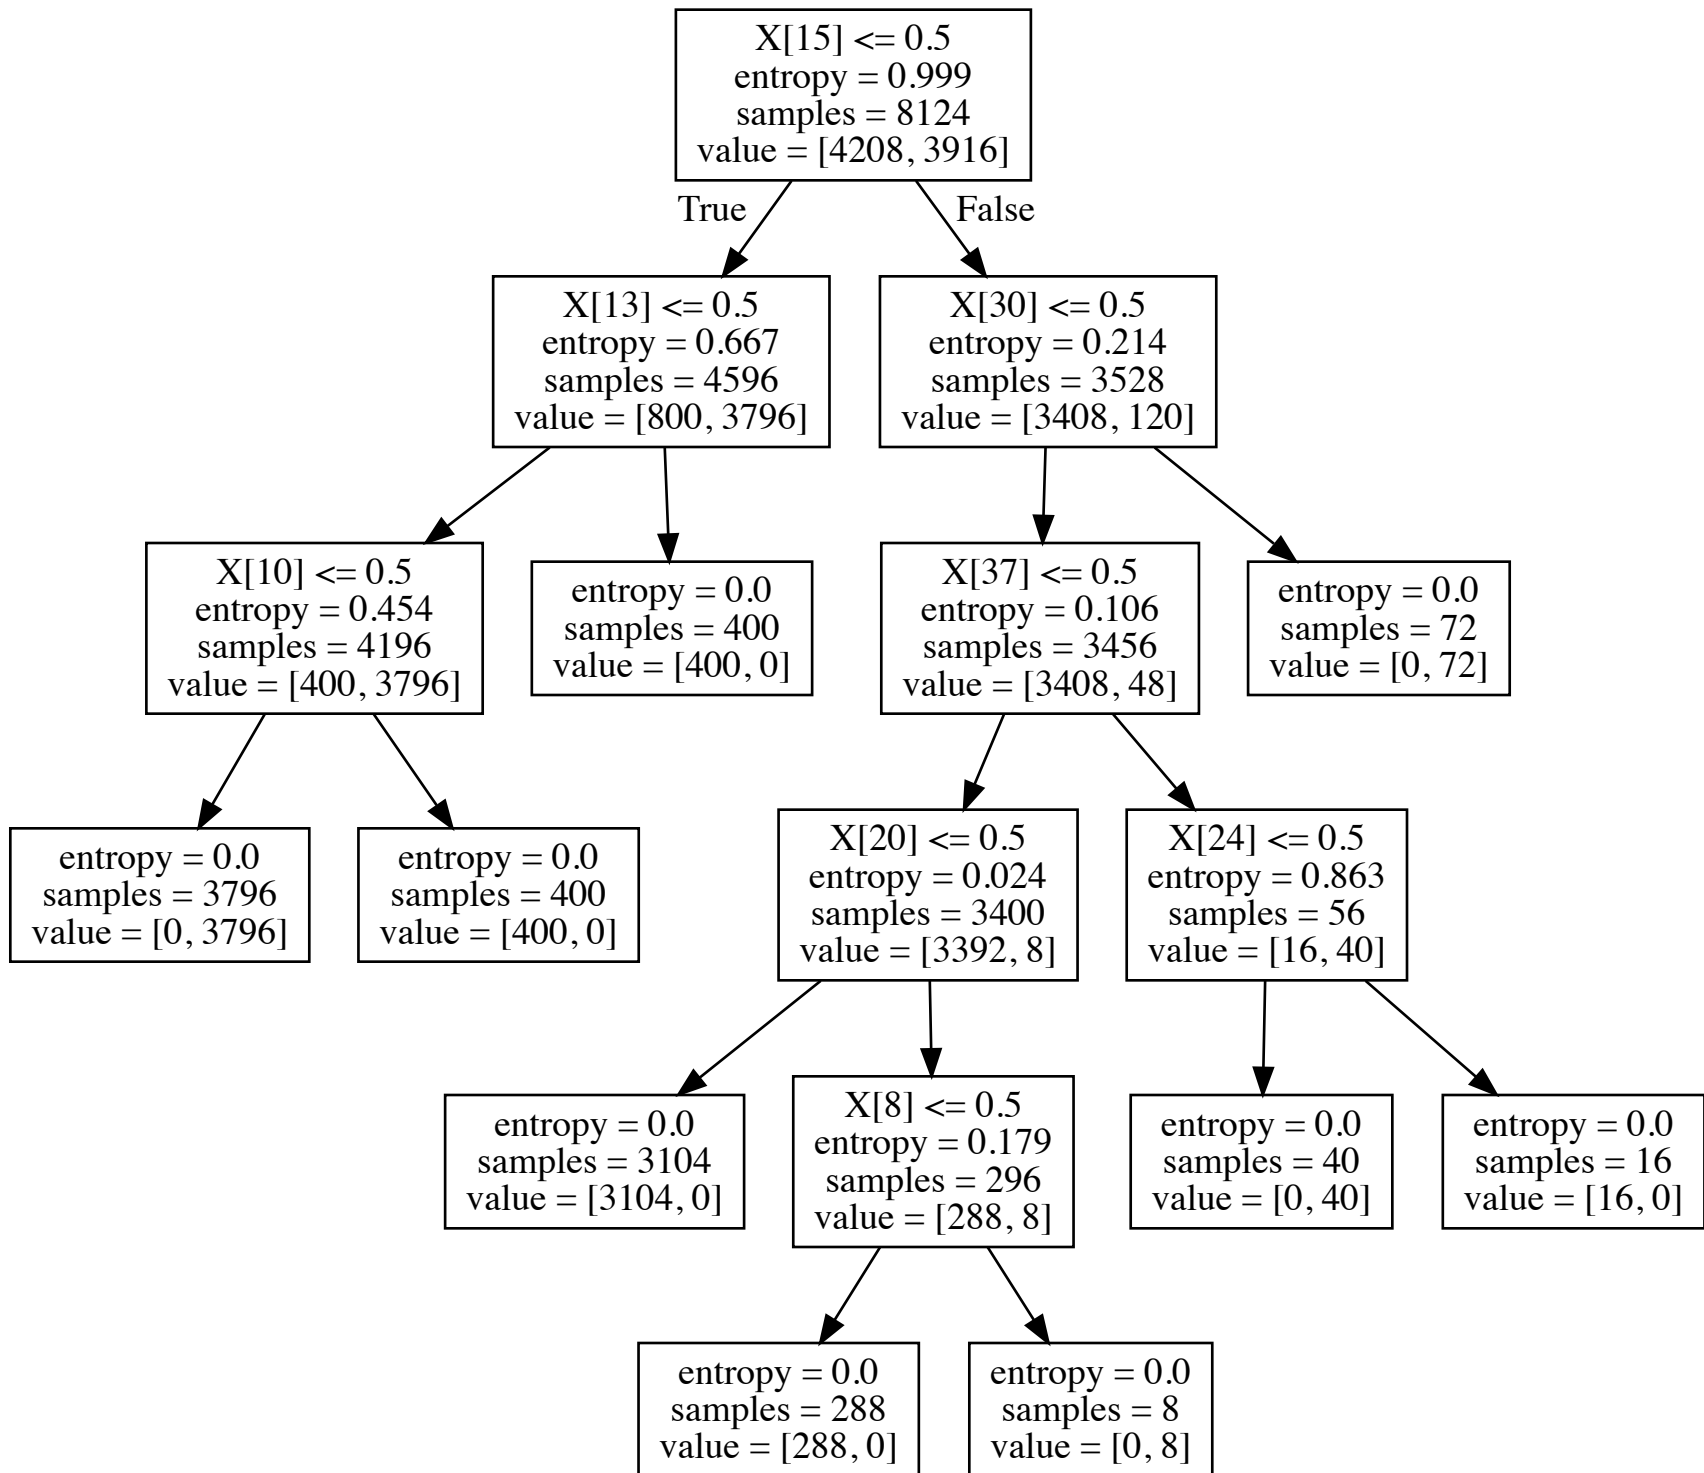 X[15] <= 0.5
entropy = 0.999
samples = 8124
value = [4208, 3916]
True
False
X[13] <= 0.5
entropy = 0.667
samples = 4596
value = [800, 3796]
X[30] <= 0.5
entropy = 0.214
samples = 3528
value = [3408, 120]
X[10] <= 0.5
entropy = 0.454
samples = 4196
value = [400, 3796]
entropy = 0.0
samples = 400
value = [400, 0]
X[37] <= 0.5
entropy = 0.106
samples = 3456
value = [3408, 48]
entropy = 0.0
samples = 72
value = [0, 72]
entropy = 0.0
samples = 3796
value = [0, 3796]
entropy = 0.0
samples = 400
value = [400, 0]
X[20] <= 0.5
entropy = 0.024
samples = 3400
value = [3392, 8]
X[24] <= 0.5
entropy = 0.863
samples = 56
value = [16, 40]
entropy = 0.0
samples = 3104
value = [3104, 0]
X[8] <= 0.5
entropy = 0.179
samples = 296
value = [288, 8]
entropy = 0.0
samples = 40
value = [0, 40]
entropy = 0.0
samples = 16
value = [16, 0]
entropy = 0.0
samples = 288
value = [288, 0]
entropy = 0.0
samples = 8
value = [0, 8]